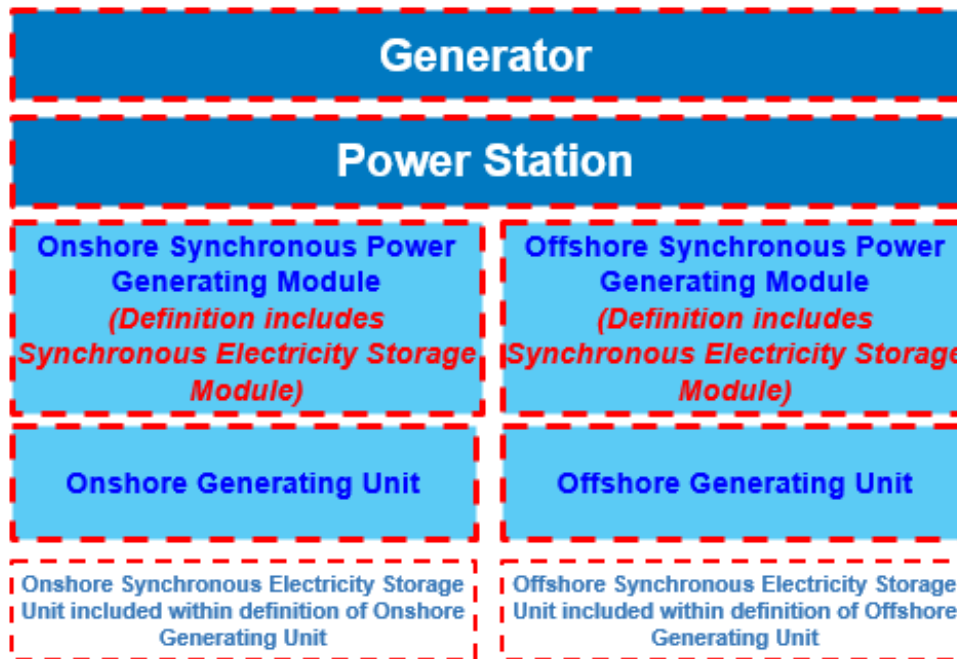 Generator
Power Station
Onshore Synchronous Power
Generating Module
(Definition includes
Synchronous Electricity Storage
Module)
Offshore Synchronous Power
Generating Module
(Definition includes
Synchronous Electricity Storage
Module)
Onshore Generating Unit
Offshore Generating Unit
Onshore Synchronous Electricity Storage
Unit included within definition of Onshore
Generating Unit
Offshore Synchronous Electricity Storage
Unit included within definition of Offshore
Generating Unit